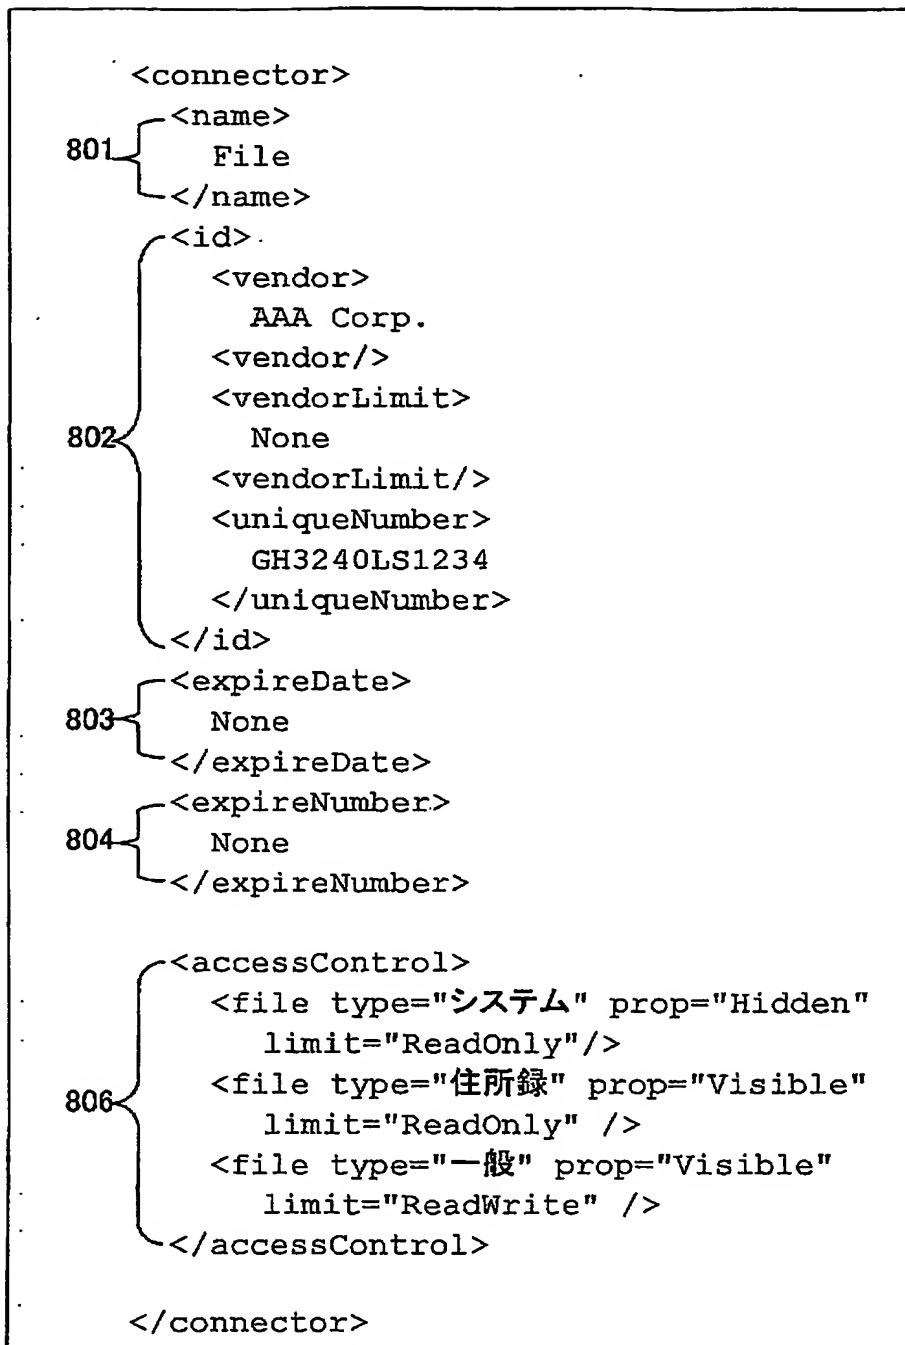 <connector>
<name>
801 File
</name>
<id>
<vendor>
AAA Corp.
<vendor/>
<vendorLimit>
802 None
<vendorLimit/>
<uniqueNumber>
GH3240LS1234
</uniqueNumber>
</id>
<expireDate>
803 None
</expireDate>
<expireNumber>
804 None
</expireNumber>
<accessControl>
<file type="システム" prop="Hidden"
limit="ReadOnly"/>
<file type="住所録" prop="Visible"
806 limit="ReadOnly" />
<file type="一般" prop="Visible"
limit="ReadWrite" />
</accessControl>
</connector>